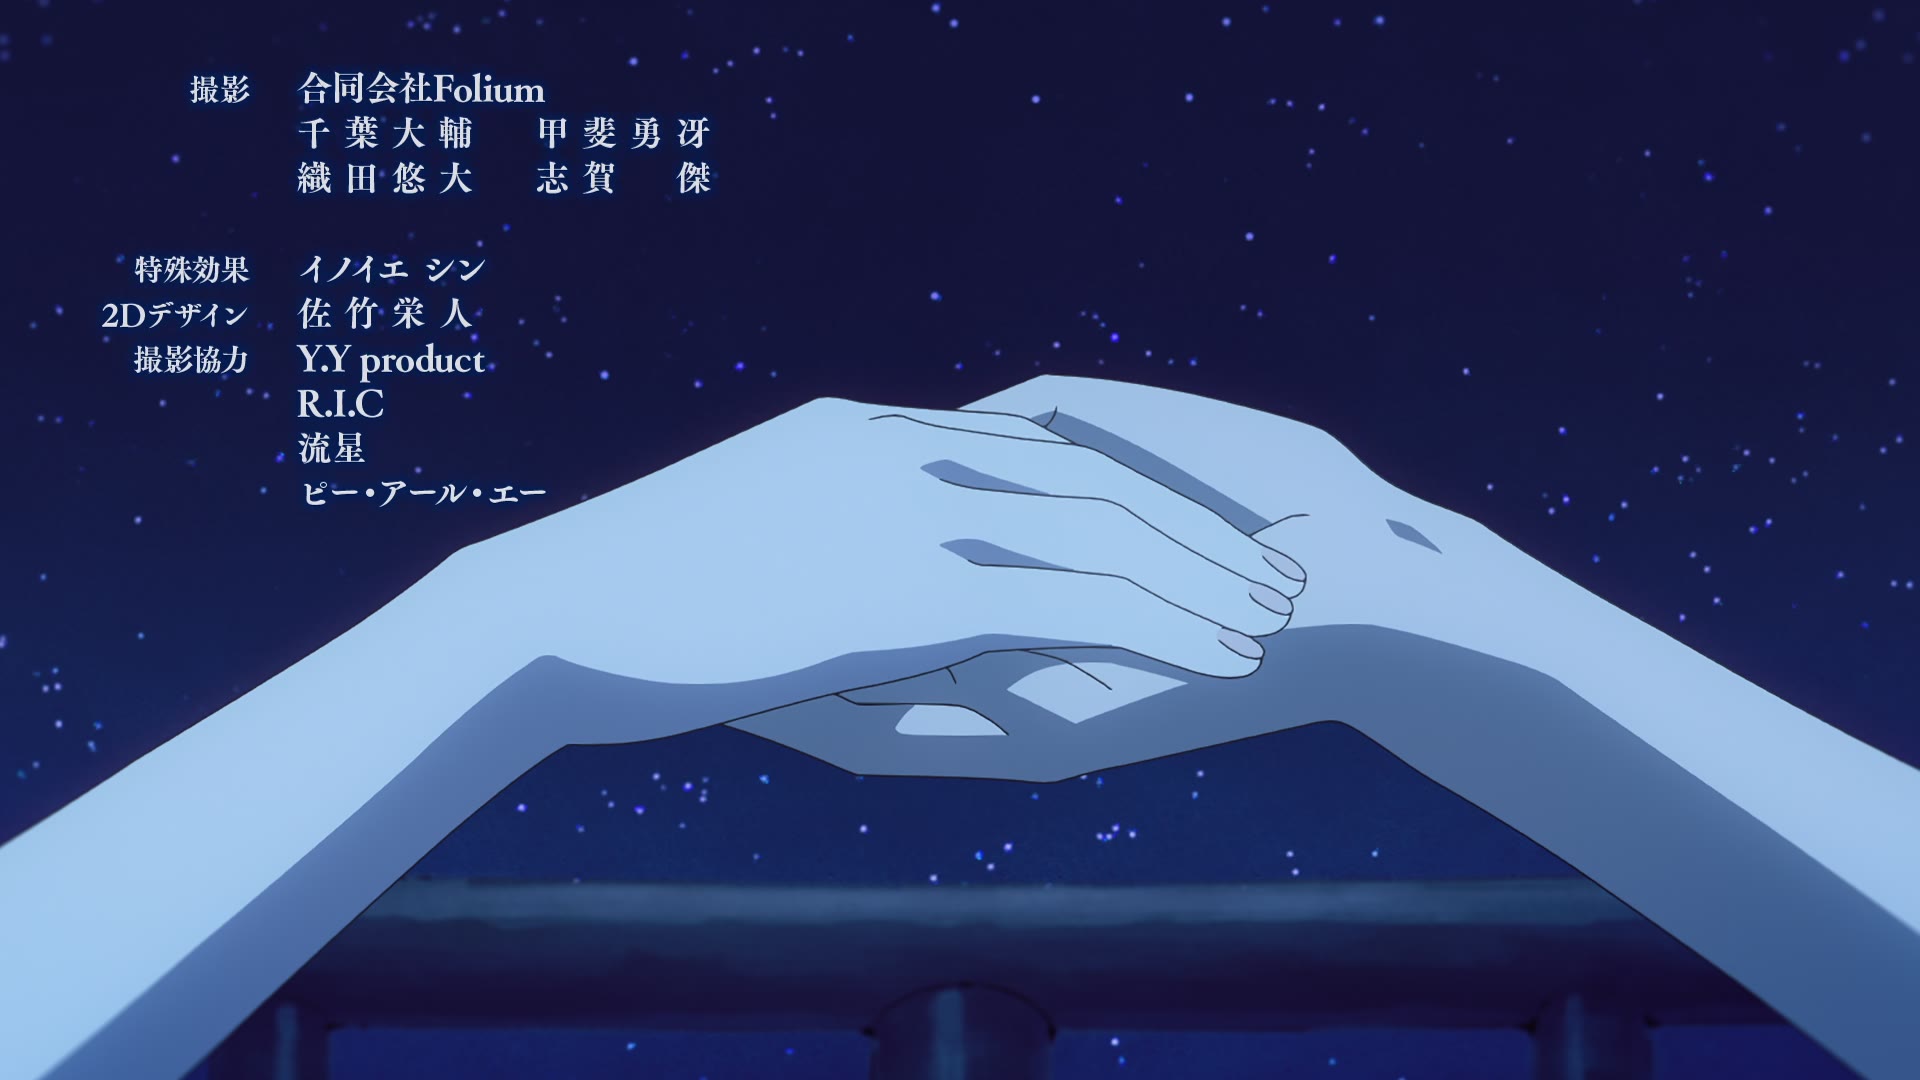 撮影 合同会社Folium
千葉大輔 甲斐勇冴
織田悠大 志賀 傑
特殊効果 イノイエ シン
2Dデザイン 佐竹栄人
撮影協力 Y.Y product
R.I.C
流星
ピー・アール・エー